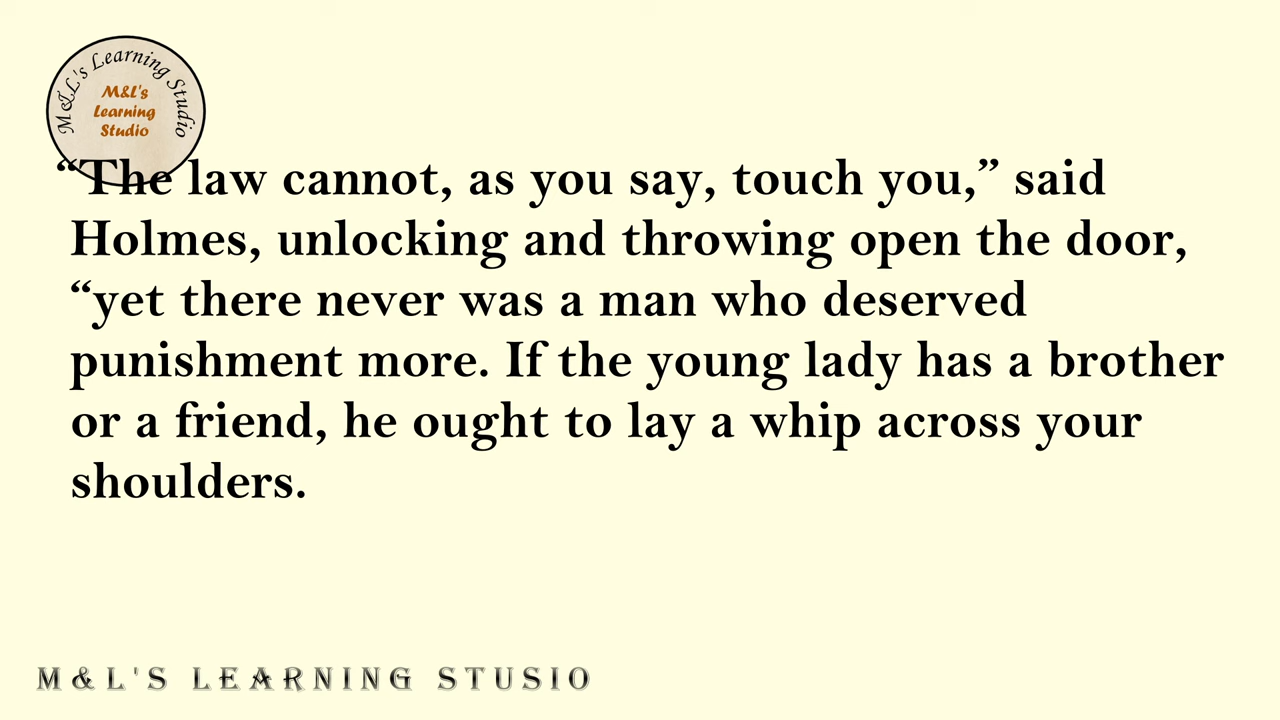 M&L's Learning Studio
M&L's
Learning
Studio
“The law cannot, as you say, touch you,” said
Holmes, unlocking and throwing open the door,
“yet there never was a man who deserved
punishment more. If the young lady has a brother
or a friend, he ought to lay a whip across your
shoulders.
M&L'S LEARNING STUSIO